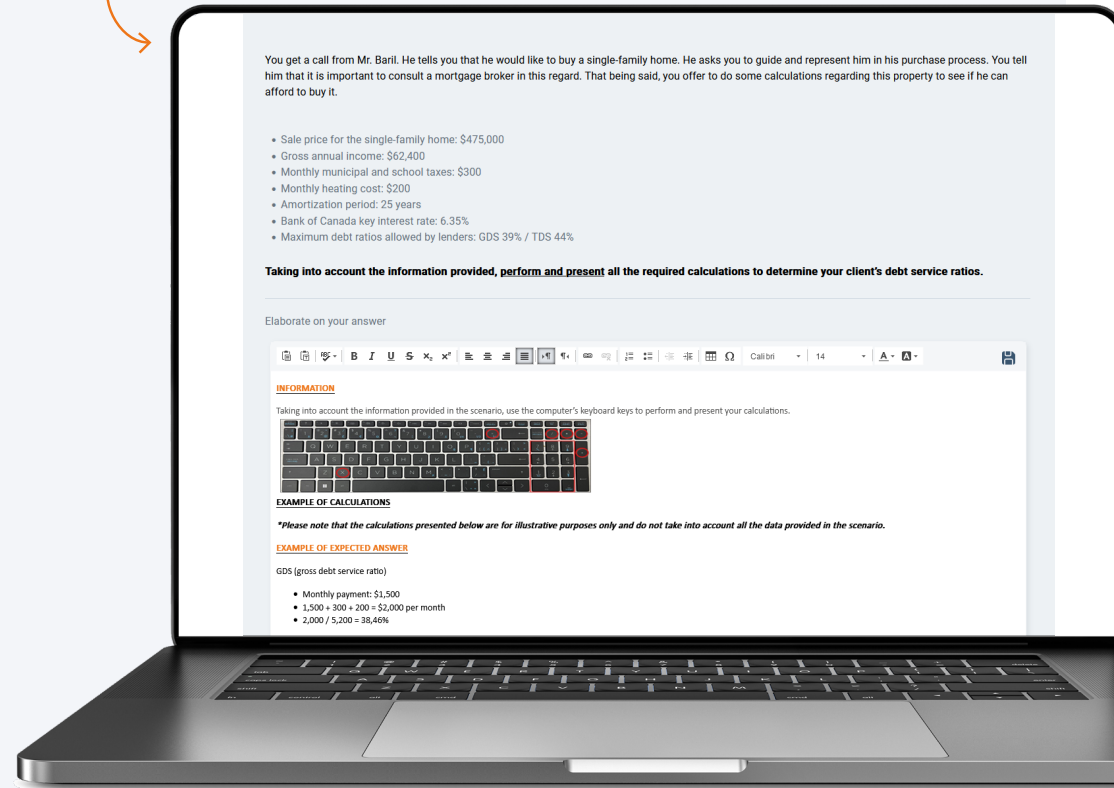 You get a call from Mr. Baril. He tells you that he would like to buy a single-family home. He asks you to guide and represent him in his purchase process. You tell
him that it is important to consult a mortgage broker in this regard. That being said, you offer to do some calculations regarding this property to see if he can
afford to buy it.
• Sale price for the single-family home: $475,000
• Gross annual income: $62,400
• Monthly municipal and school taxes: $300
• Monthly heating cost: $200
• Amortization period: 25 years
• Bank of Canada key interest rate: 6.35%
• Maximum debt ratios allowed by lenders: GDS 39% / TDS 44%
Taking into account the information provided, perform and present all the required calculations to determine your client's debt service ratios.
Elaborate on your answer
B I U S x₂ x² Ω Calibri 14 A A
INFORMATION
Taking into account the information provided in the scenario, use the computer's keyboard keys to perform and present your calculations.
EXAMPLE OF CALCULATIONS
*Please note that the calculations presented below are for illustrative purposes only and do not take into account all the data provided in the scenario.
EXAMPLE OF EXPECTED ANSWER
GDS (gross debt service ratio)
• Monthly payment: $1,500
• 1,500 + 300 + 200 = $2,000 per month
• 2,000 / 5,200 = 38,46%